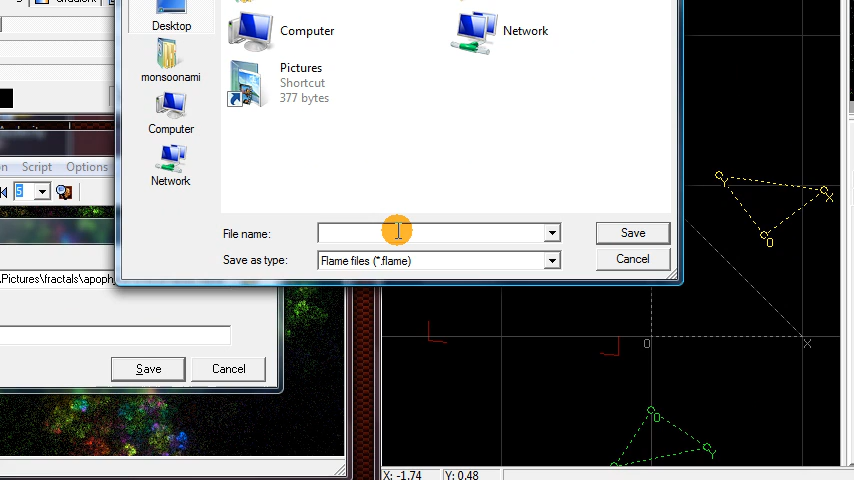 Gradient
Desktop
Computer
Network
Pictures
Shortcut
377 bytes
monsoonami
Computer
Network
Script Options
5
File name:
Save
Save as type:
Flame files (*.flame)
Cancel
Pictures\fractals\apoph
Save
Cancel
Y
X
O
O
X
O
Y
X: -1.74
Y: 0.48